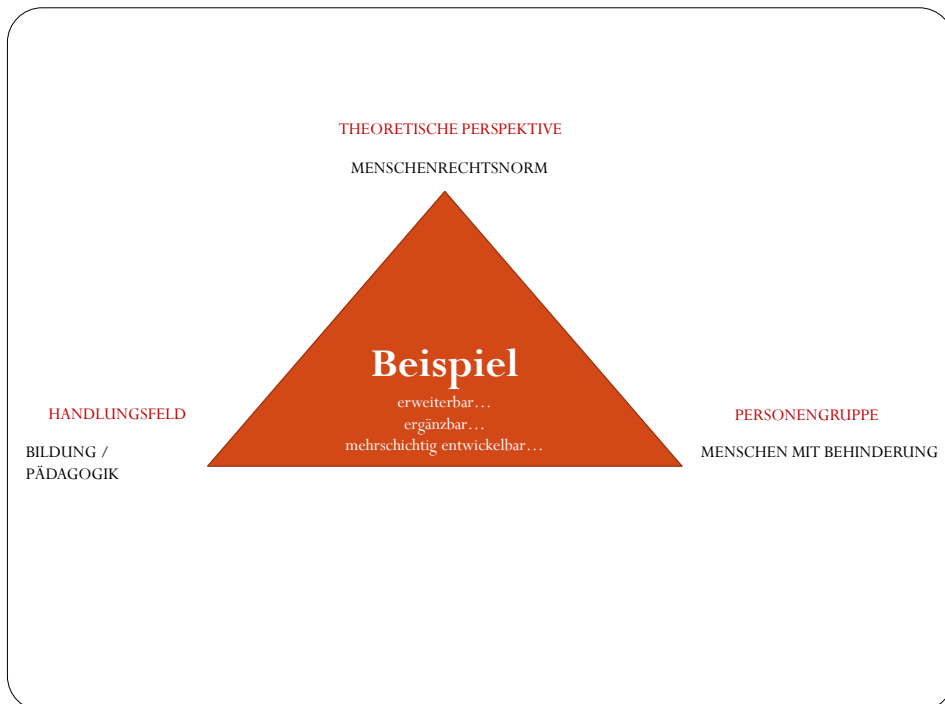 THEORETISCHE PERSPEKTIVE
MENSCHENRECHTSNORM
Beispiel
erweiterbar…
ergänzbar…
mehrschichtig entwickelbar…
HANDLUNGSFELD
BILDUNG /
PÄDAGOGIK
PERSONENGRUPPE
MENSCHEN MIT BEHINDERUNG